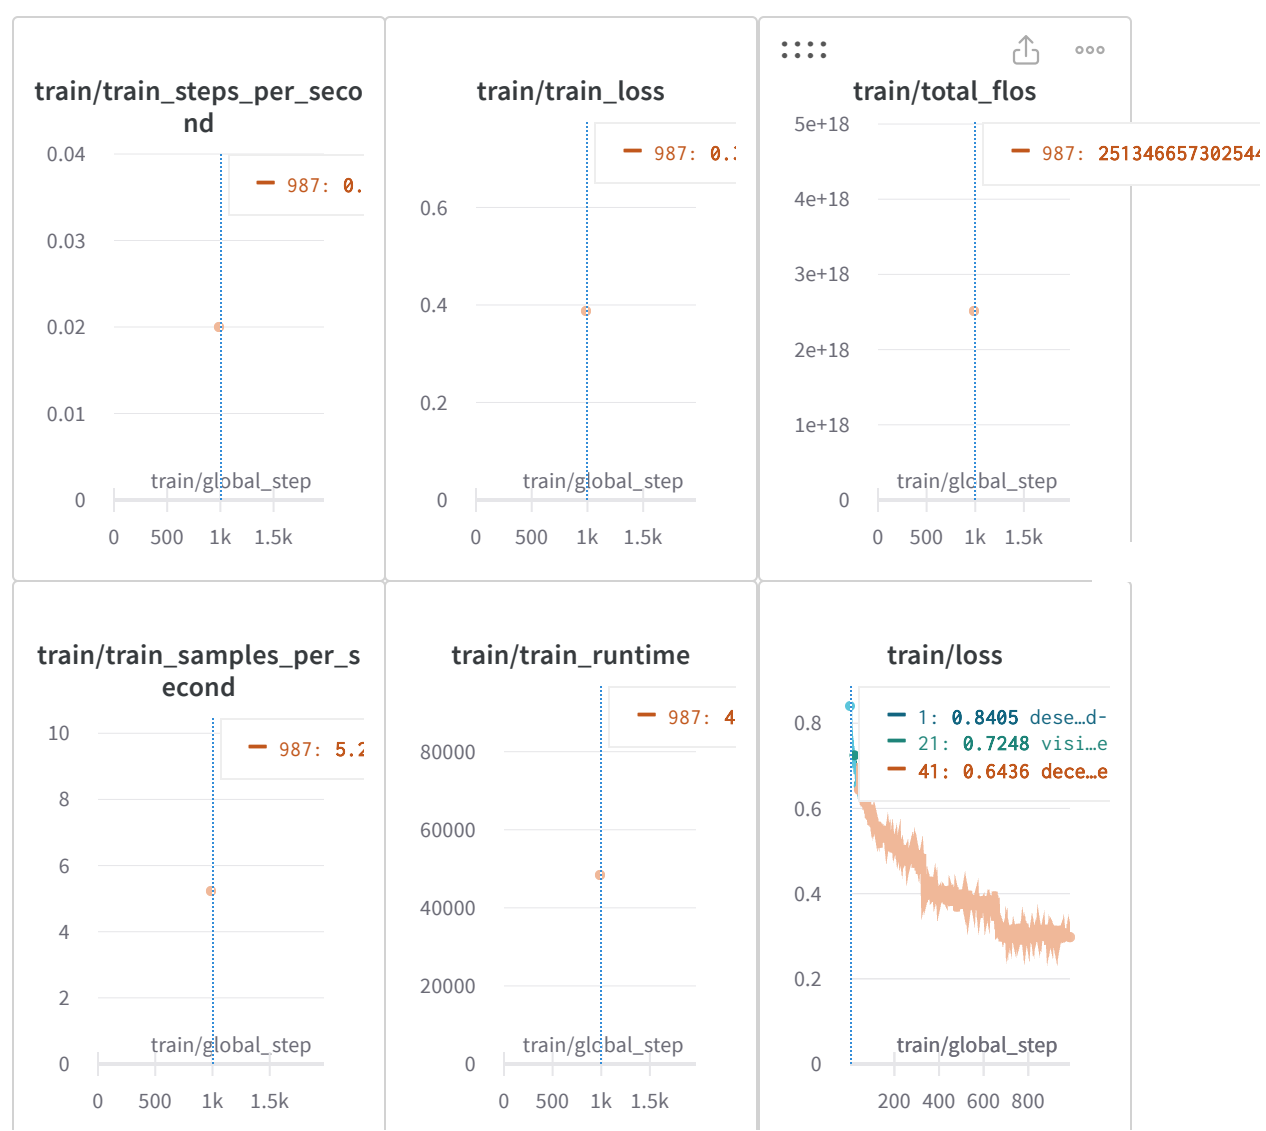 train/train_steps_per_seco
nd
0.04
987: 0.
0.03
0.02
0.01
train/global_step
0
0 500 1k 1.5k
train/train_loss
987:
0.6
0.4
0.2
train/global_step
0
0 500 1k 1.5k
train/total_flos
5e+18
987: 251346657302544
4e+18
3e+18
2e+18
1e+18
train/global_step
0
0 500 1k 1.5k
train/train_samples_per_s
econd
10
987: 5.2
8
6
4
2
train/global_step
0
0 500 1k 1.5k
train/train_runtime
987: 4
80000
60000
40000
20000
train/global_step
0
0 500 1k 1.5k
train/loss
0.8
1: 0.8405 dese…d-
21: 0.7248 visi…e
41: 0.6436 dece…e
0.6
0.4
0.2
train/global_step
0
200 400 600 800